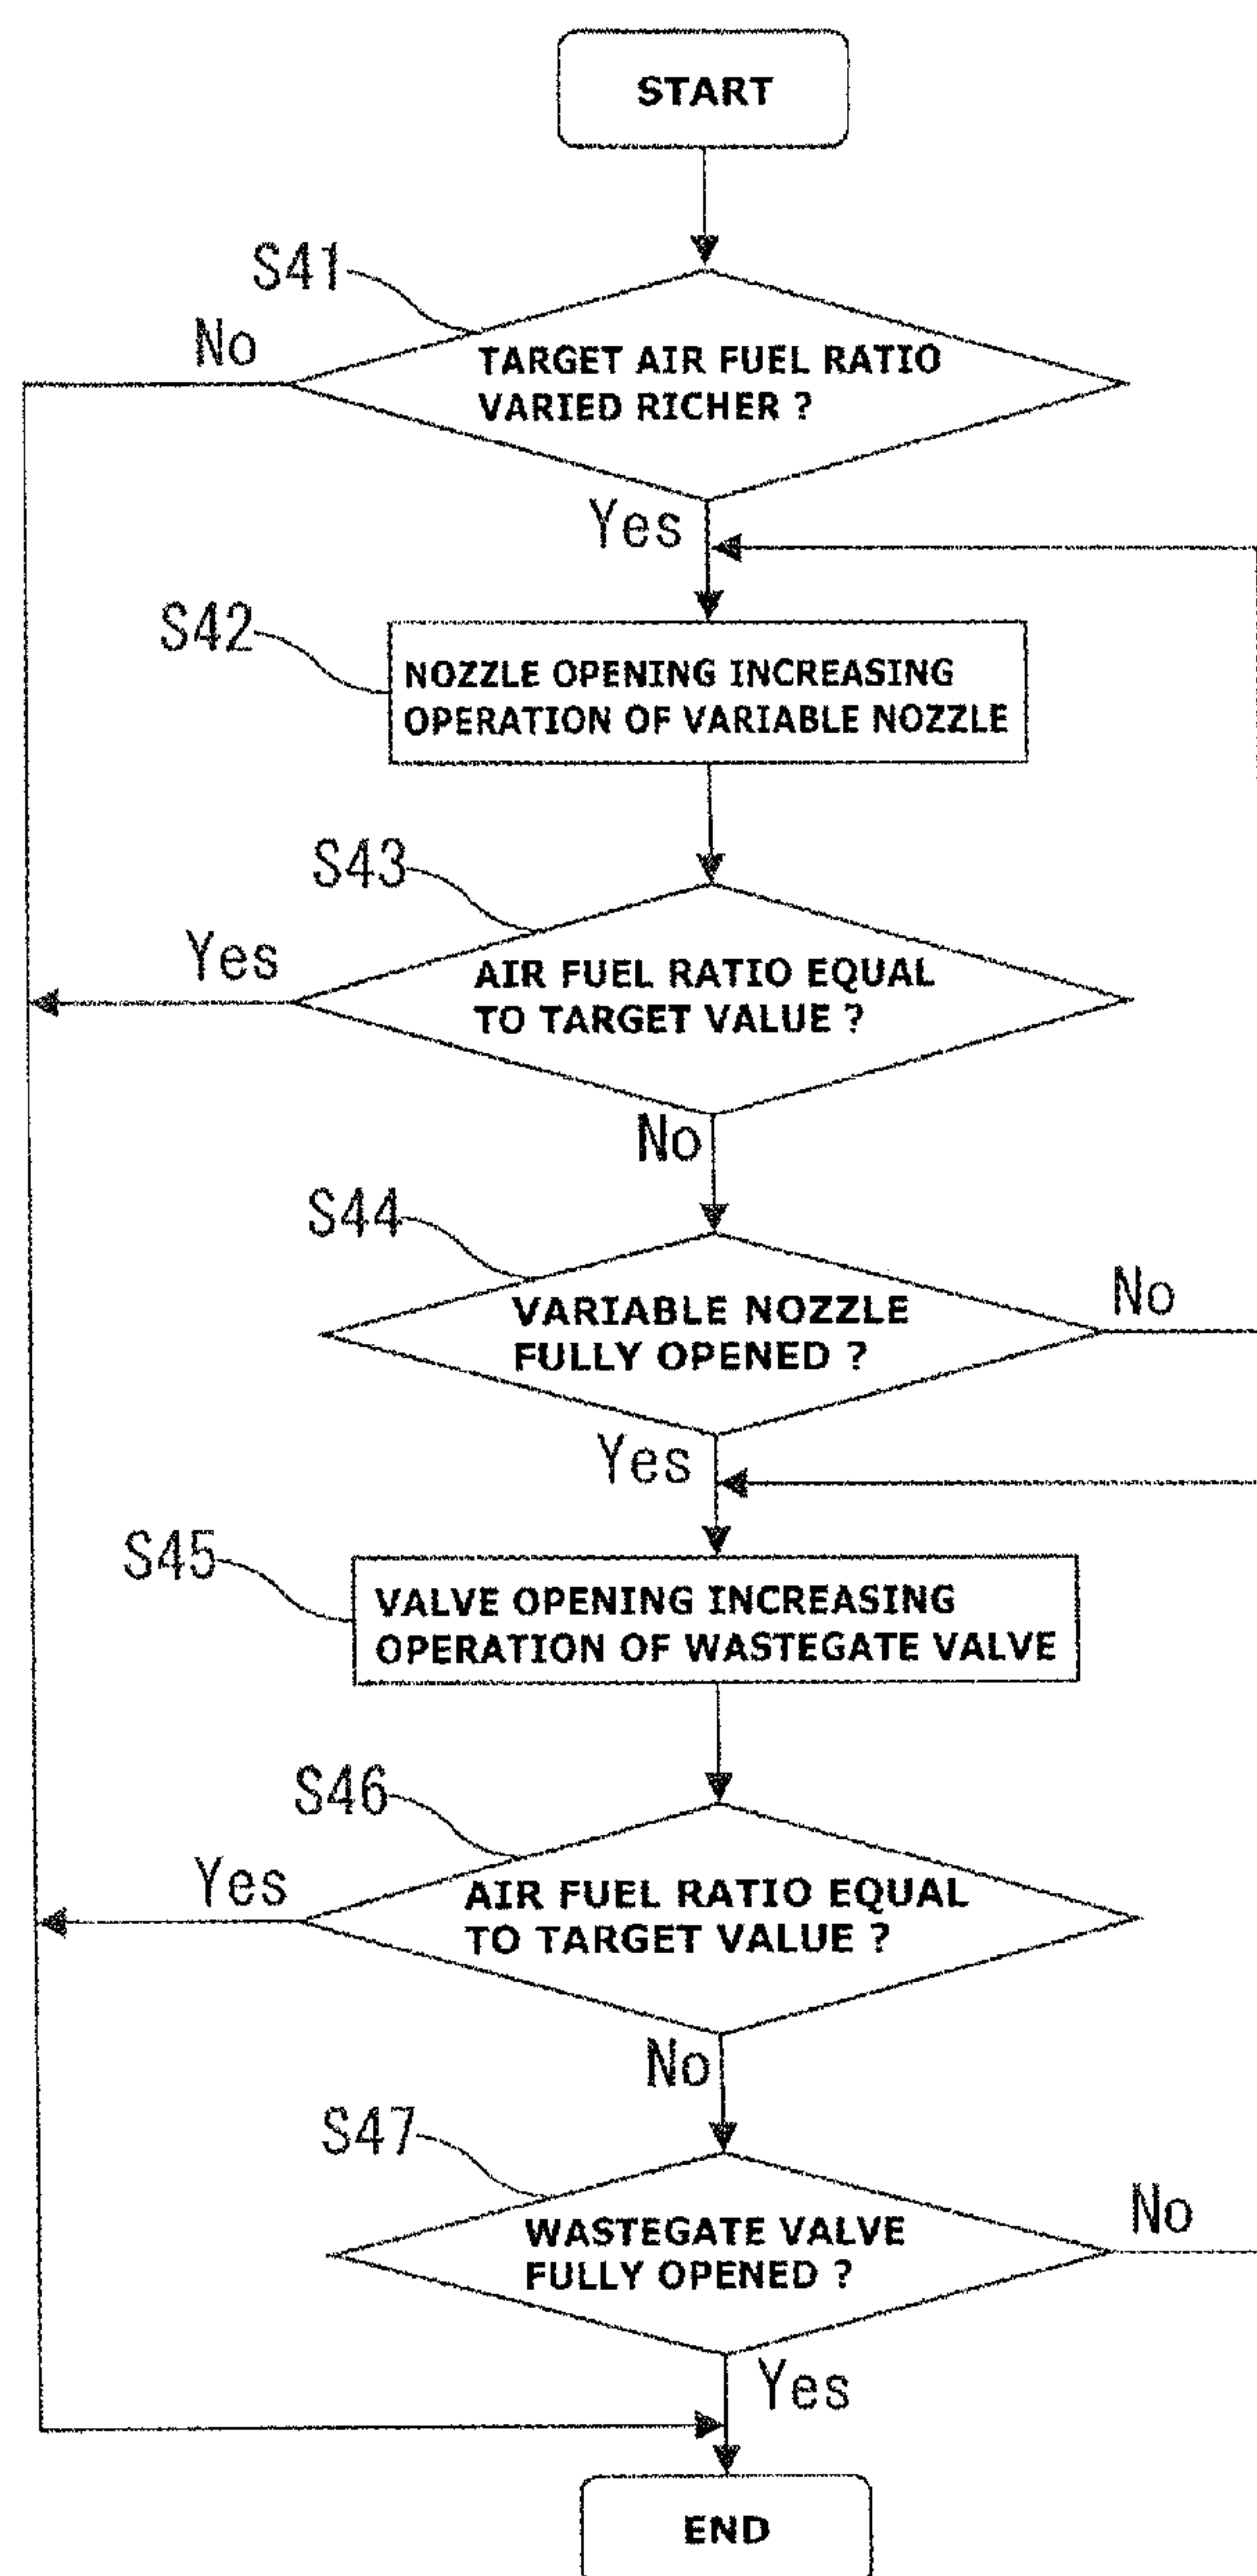 START
S41
No
TARGET AIR FUEL RATIO
VARIED RICHER ?
Yes
S42
NOZZLE OPENING INCREASING
OPERATION OF VARIABLE NOZZLE
S43
Yes
AIR FUEL RATIO EQUAL
TO TARGET VALUE ?
No
S44
No
VARIABLE NOZZLE
FULLY OPENED ?
Yes
S45
VALVE OPENING INCREASING
OPERATION OF WASTEGATE VALVE
S46
Yes
AIR FUEL RATIO EQUAL
TO TARGET VALUE ?
No
S47
No
WASTEGATE VALVE
FULLY OPENED ?
Yes
END